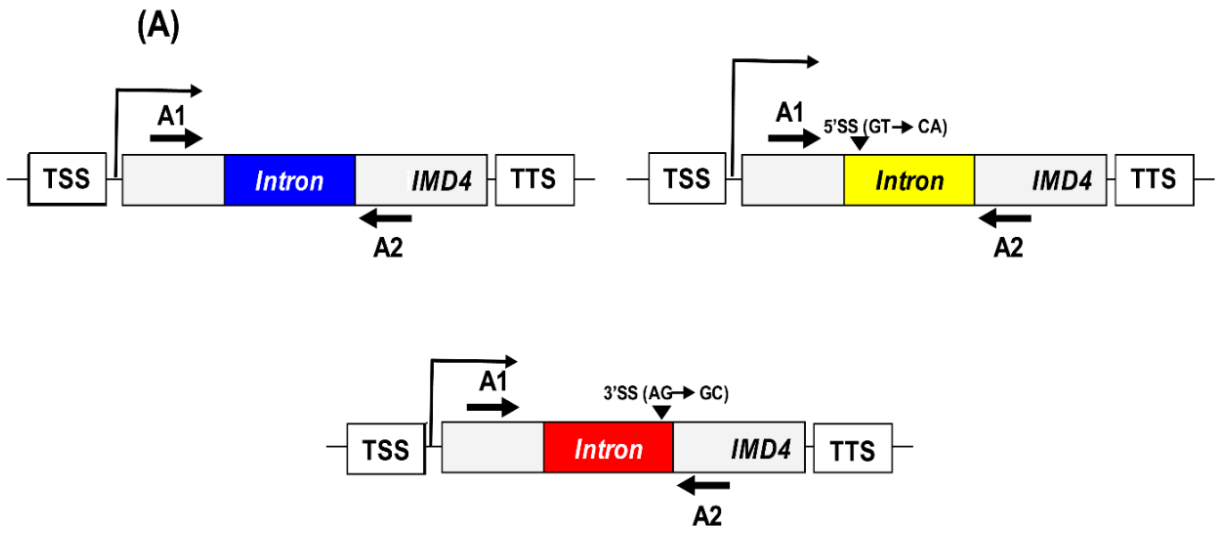 (A)
A1
TSS Intron IMD4 TTS
A2
A1
5'SS (GT→ CA)
TSS Intron IMD4 TTS
A2
A1
3'SS (AG→ GC)
TSS Intron IMD4 TTS
A2